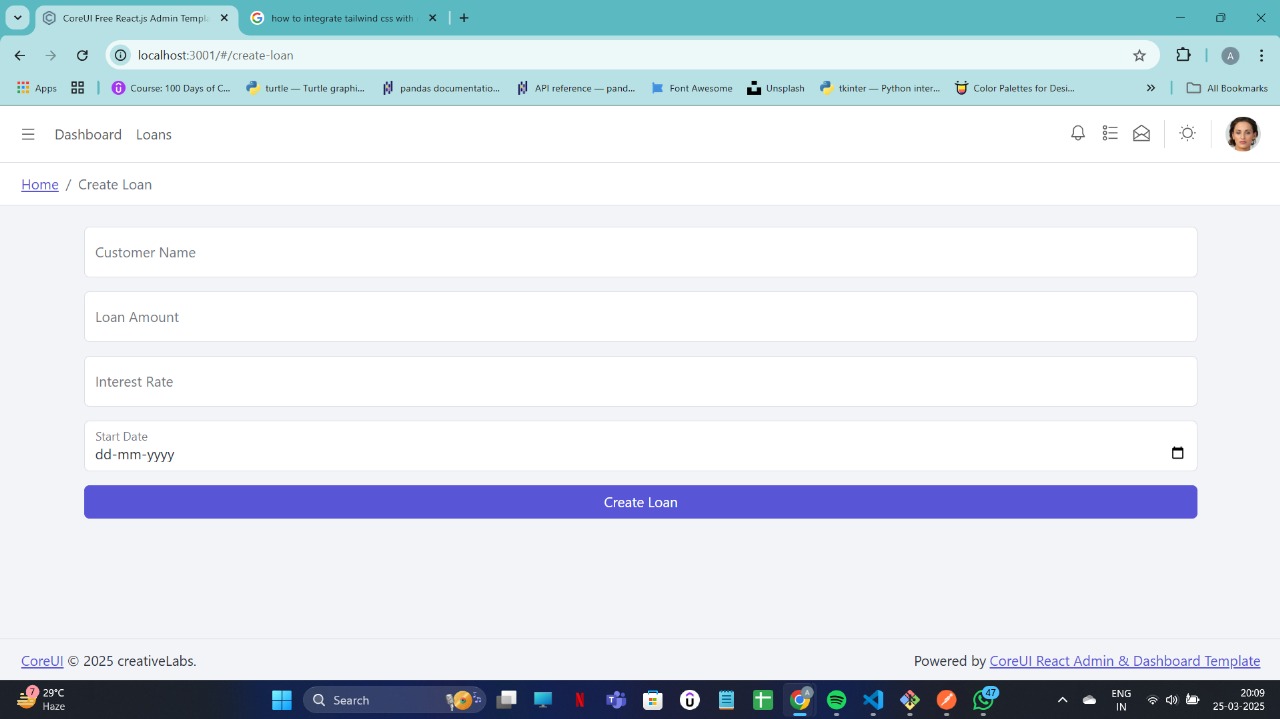 CoreUI Free React.js Admin Templ
how to integrate tailwind css with
localhost:3001/#/create-loan
A
Apps
Course: 100 Days of C...
turtle — Turtle graphi...
pandas documentatio...
API reference — pand...
Font Awesome
Unsplash
tkinter — Python inter...
Color Palettes for Desi...
All Bookmarks
Dashboard
Loans
Home / Create Loan
Customer Name
Loan Amount
Interest Rate
Start Date
dd-mm-yyyy
Create Loan
CoreUI © 2025 creativeLabs.
Powered by CoreUI React Admin & Dashboard Template
7
29°C
Haze
Search
A
47
ENG
IN
20:09
25-03-2025